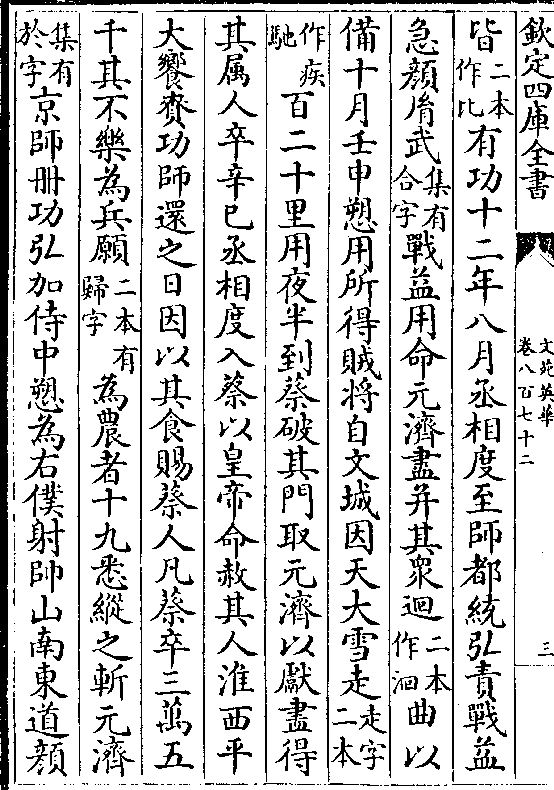 欽定四庫全書
文苑英華
卷八百七十二
三
皆二本作比有功十二年八月丞相度至師都統弘責戰益
急顔胤武集有合字戰益用命元濟盡并其衆迴二本作洄曲以
備十月壬申愬用所得賊將自文城因天大雪走走字二本
作疾馳百二十里用夜半到蔡破其門取元濟以獻盡得
其属人卒辛巳丞相度入蔡以皇帝命赦其人淮西平
大饗賚功師還之日因以其食賜蔡人凡蔡卒三萬五
千其不樂為兵願二本有歸字為農者十九悉縱之斬元濟
集有於字京師冊功弘加侍中愬為右僕射帥山南東道顔